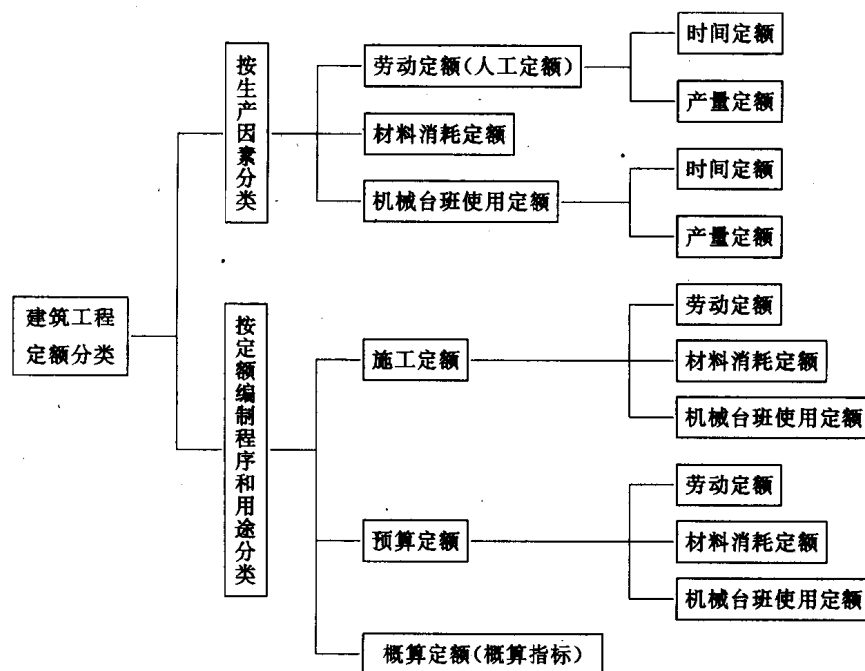 建筑工程
定额分类
按生产因素分类
劳动定额(人工定额)
时间定额
产量定额
材料消耗定额
机械台班使用定额
时间定额
产量定额
按定额编制程序和用途分类
施工定额
劳动定额
材料消耗定额
机械台班使用定额
预算定额
劳动定额
材料消耗定额
机械台班使用定额
概算定额(概算指标)